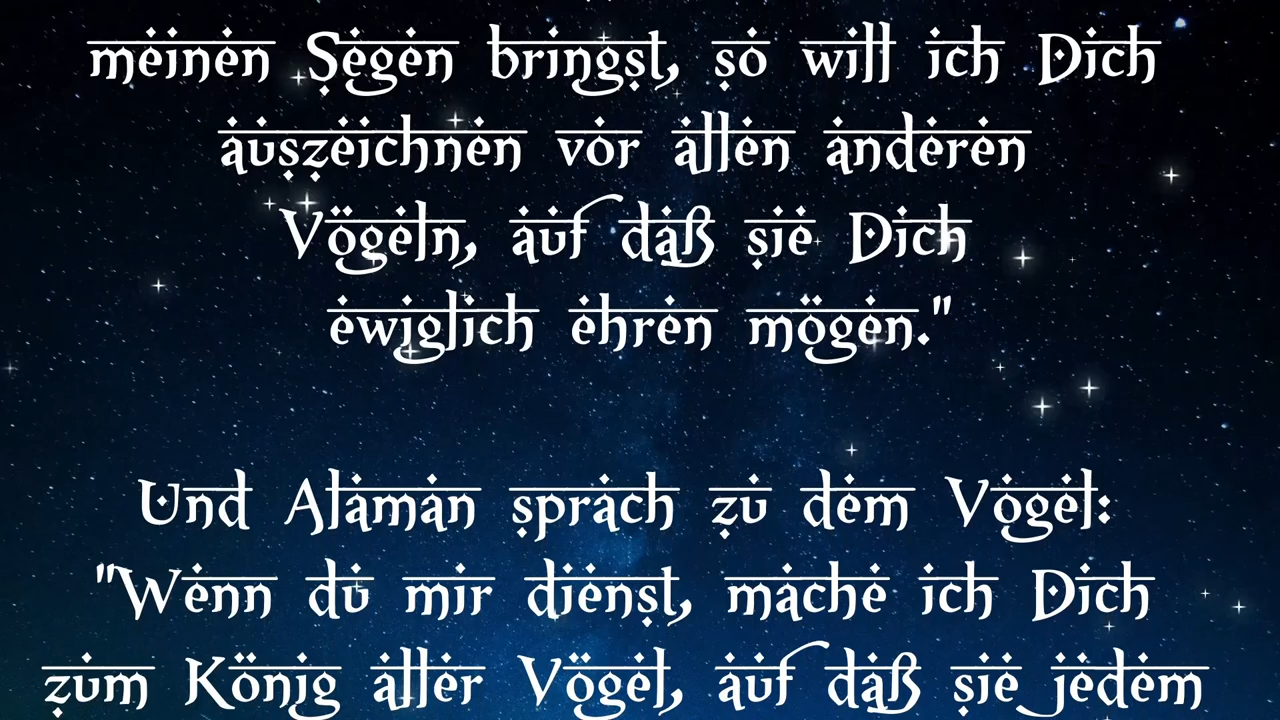 meinen Segen bringst, so will ich Dich
auszeichnen vor allen anderen
Vögeln, auf daß sie Dich
ewiglich ehren mögen."
Und Alaman sprach zu dem Vogel:
"Wenn du mir dienst, mache ich Dich
zum König aller Vögel, auf daß sie jedem